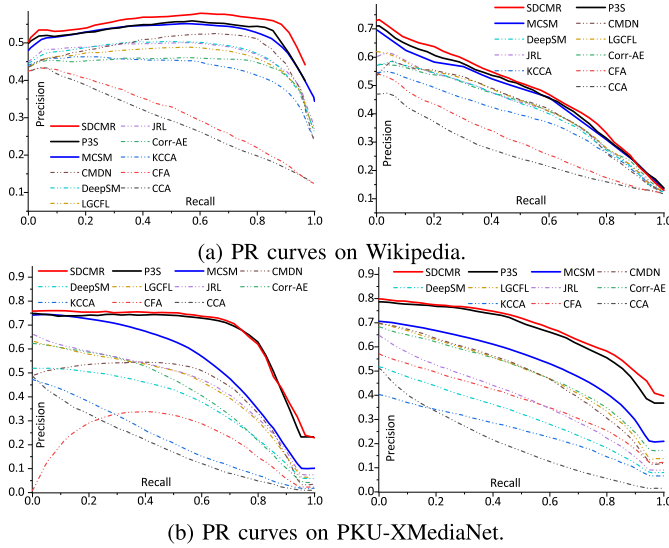 0.5
0.4
0.5
0.2
0.1
Precision
SDCMR
P3S
MCSM
CMDN
DeepSM
LGCFL
JRL
Corr-AE
KCCA
CFA
CCA
Recall
0.0 0.2 0.4 0.6 0.8 1.0
0.7
0.6
0.5
0.4
0.3
0.2
0.1
Precision
SDCMR P3S
MCSM CMDN
DeepSM LGCFL
JRL Corr-AE
KCCA CFA
CCA
Recall
0.0 0.2 0.4 0.6 0.8 1.0
(a) PR curves on Wikipedia.
0.9
0.8
0.7
0.6
0.5
0.4
0.3
0.2
0.1
0.0
Precision
SDCMR P3S MCSM CMDN
DeepSM LGCFL JRL Corr-AE
KCCA CFA CCA
Recall
0.0 0.2 0.4 0.6 0.8 1.0
0.9
0.8
0.7
0.6
0.5
0.4
0.3
0.2
0.1
0.0
Precision
SDCMR P3S MCSM CMDN
DeepSM LGCFL JRL Corr-AE
KCCA CFA CCA
Recall
0.0 0.2 0.4 0.6 0.8 1.0
(b) PR curves on PKU-XMediaNet.